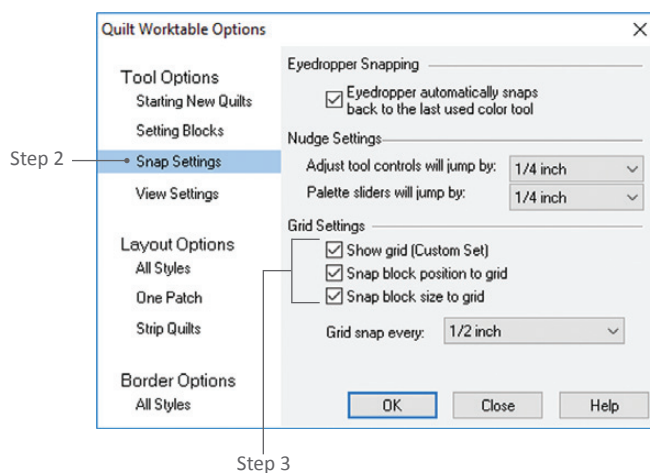 Quilt Worktable Options
Tool Options
Starting New Quilts
Setting Blocks
Step 2
Snap Settings
View Settings
Layout Options
All Styles
One Patch
Strip Quilts
Border Options
All Styles
Eyedropper Snapping
Eyedropper automatically snaps
back to the last used color tool
Nudge Settings
Adjust tool controls will jump by: 1/4 inch
Palette sliders will jump by: 1/4 inch
Grid Settings
Show grid (Custom Set)
Snap block position to grid
Snap block size to grid
Grid snap every: 1/2 inch
OK Close Help
Step 3